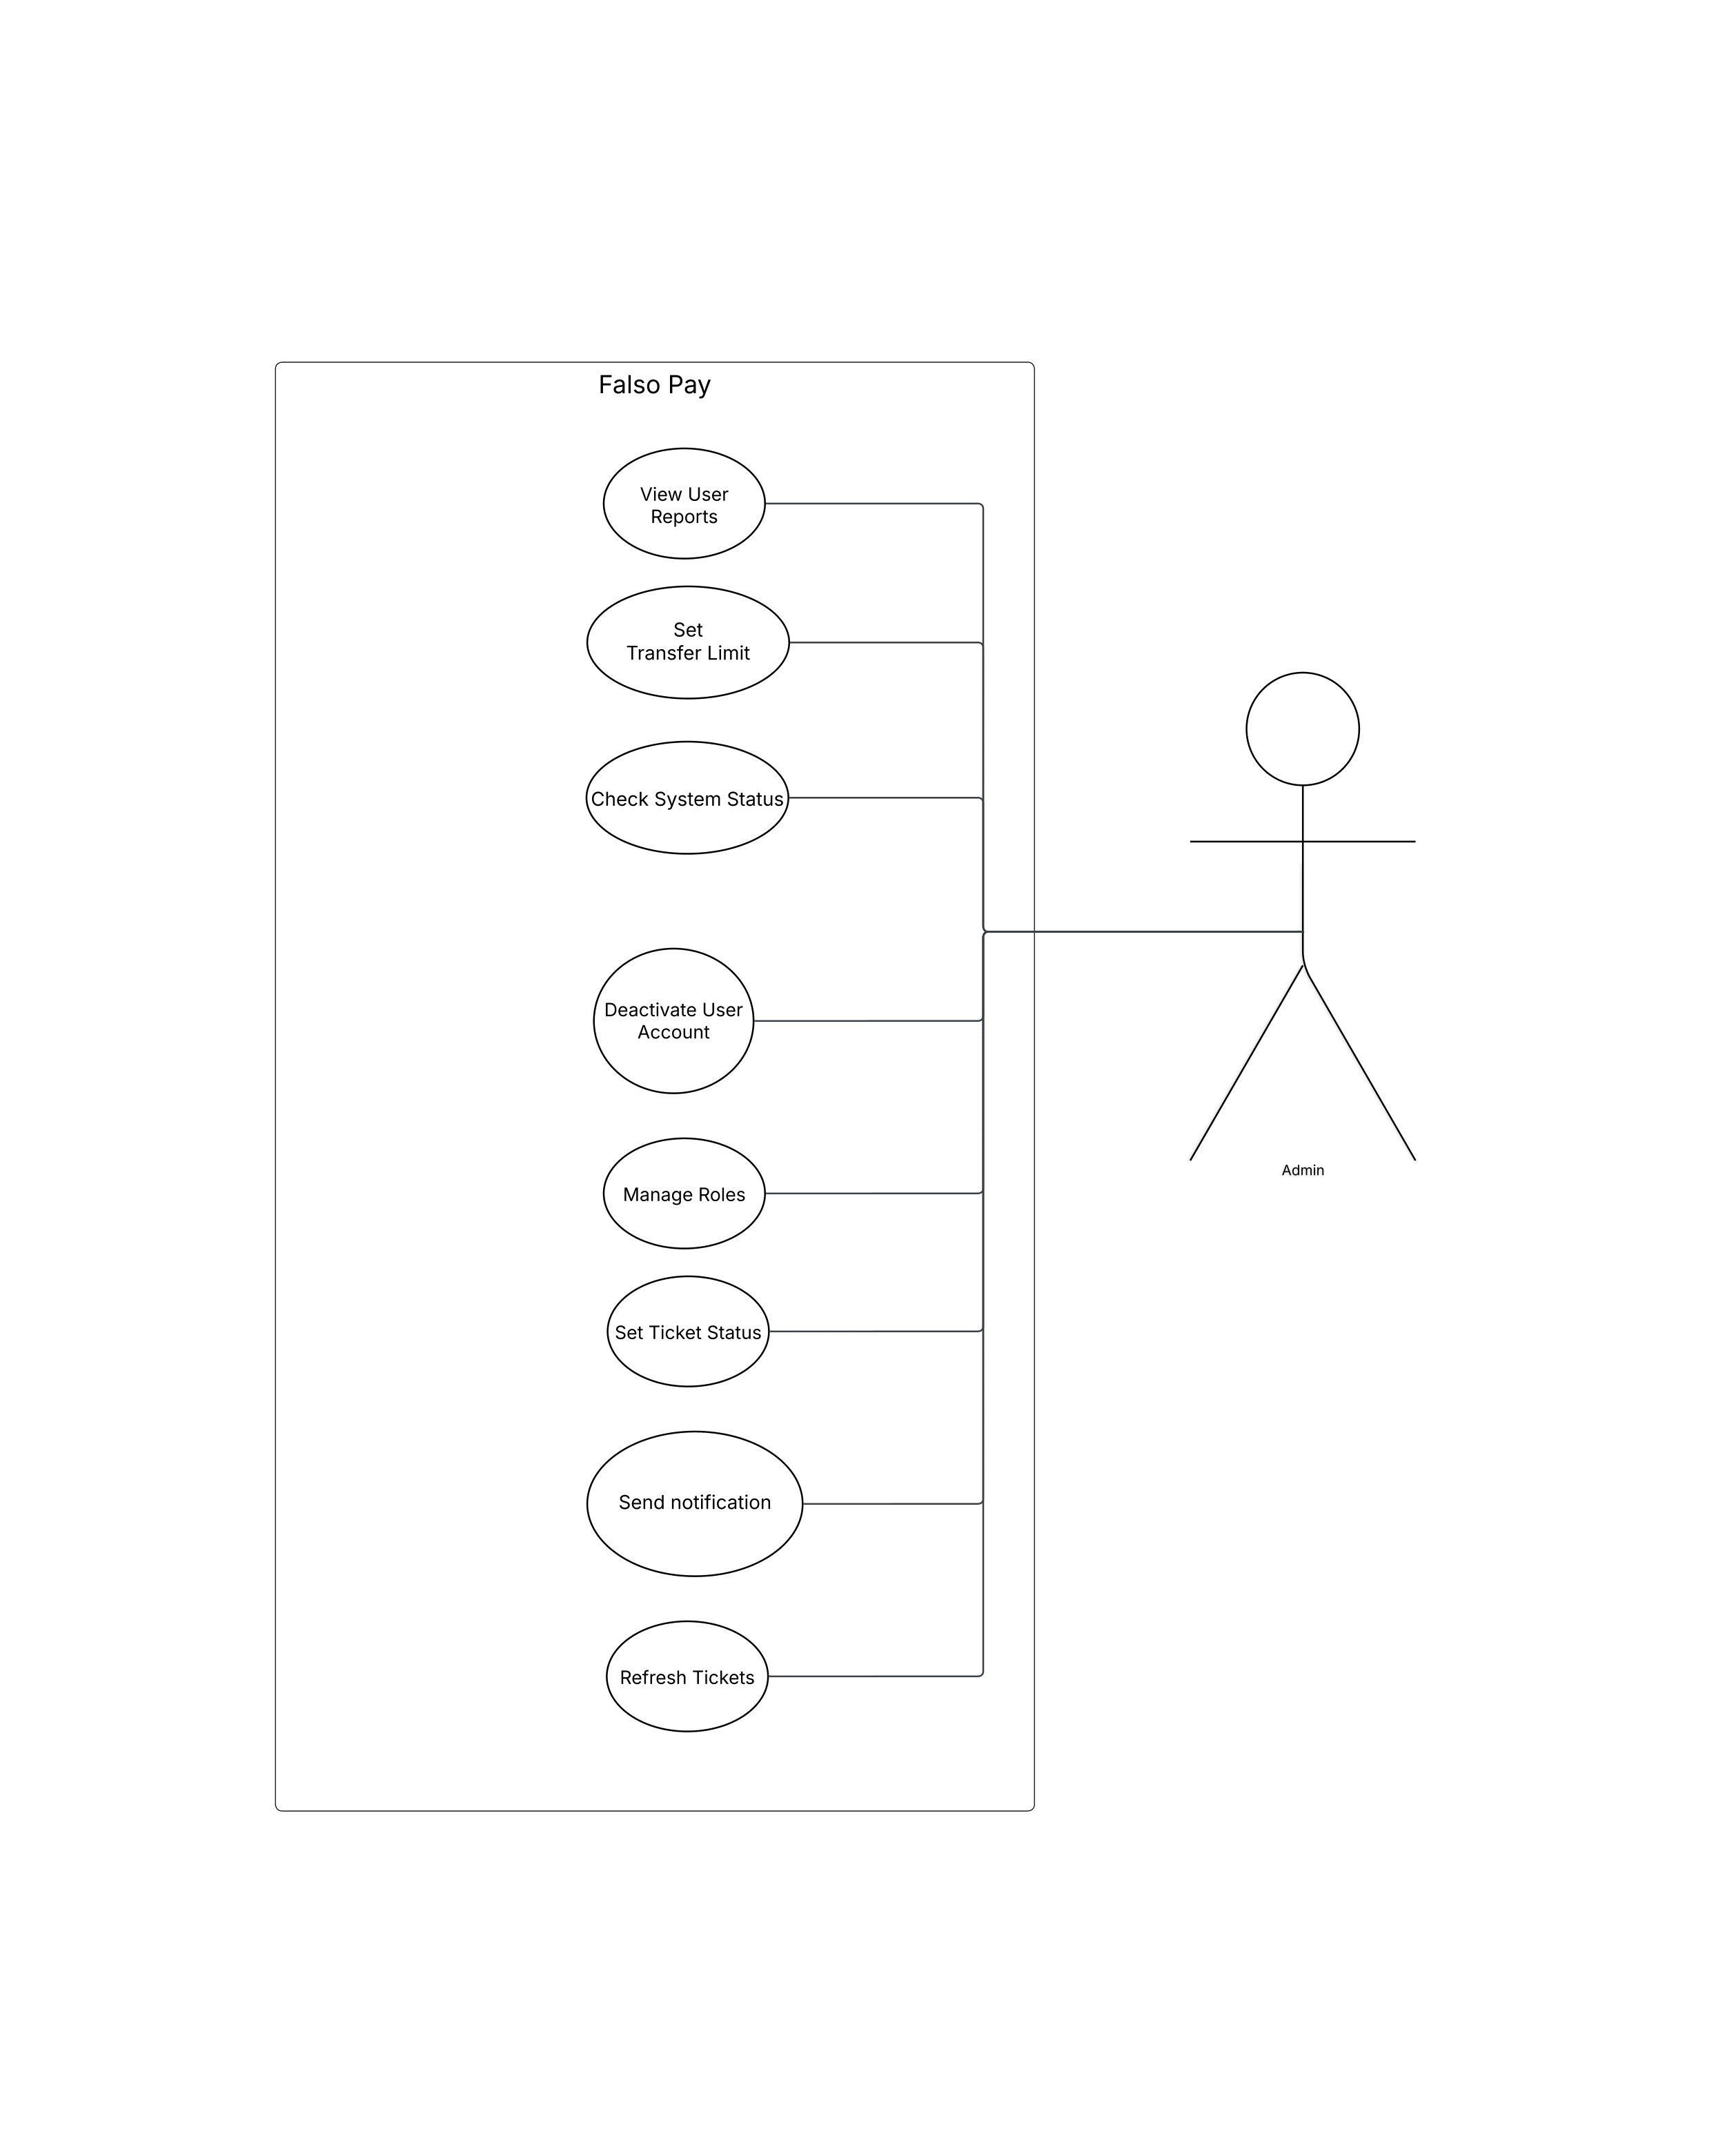 Falso Pay
View User
Reports
Set
Transfer Limit
Check System Status
Deactivate User
Account
Manage Roles
Admin
Set Ticket Status
Send notification
Refresh Tickets